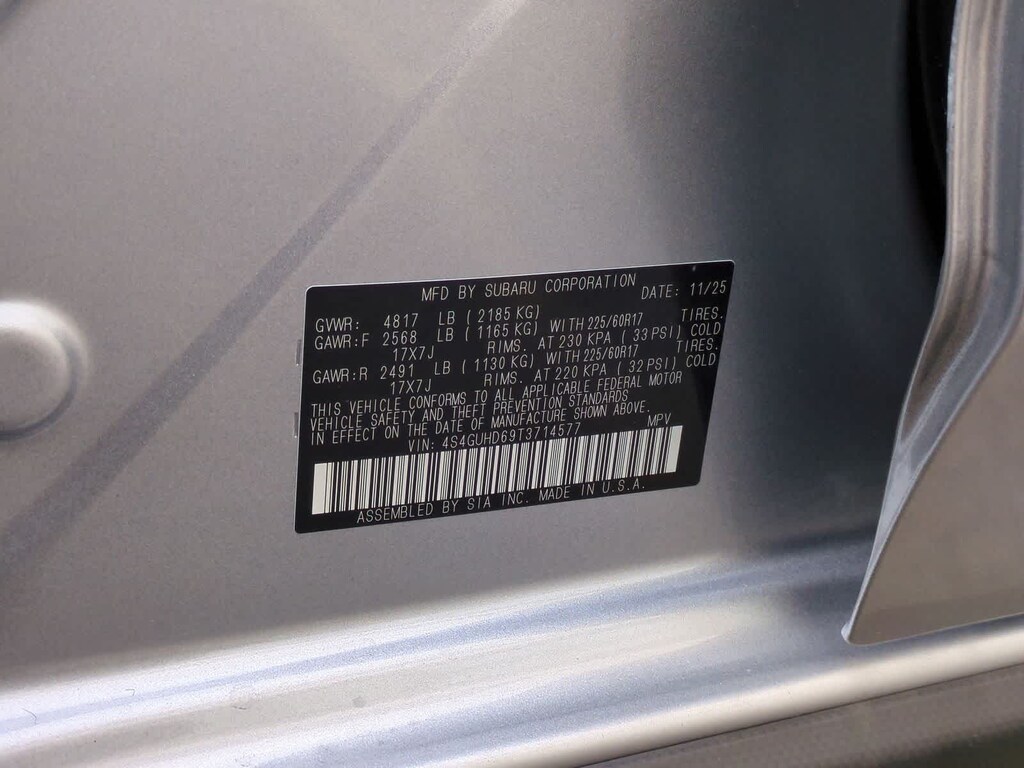 MFD BY SUBARU CORPORATION DATE: 11/25
GVWR: 4817 LB ( 2185 KG)
GAWR:F 2568 LB ( 1165 KG) WITH 225/60R17 TIRES.
17X7J RIMS. AT 230 KPA ( 33 PSI) COLD
GAWR:R 2491 LB ( 1130 KG) WITH 225/60R17 TIRES.
17X7J RIMS. AT 220 KPA ( 32 PSI) COLD
THIS VEHICLE CONFORMS TO ALL APPLICABLE FEDERAL MOTOR
VEHICLE SAFETY AND THEFT PREVENTION STANDARDS
IN EFFECT ON THE DATE OF MANUFACTURE SHOWN ABOVE.
VIN: 4S4GUHD69T3714577 MPV
ASSEMBLED BY SIA INC. MADE IN U.S.A.